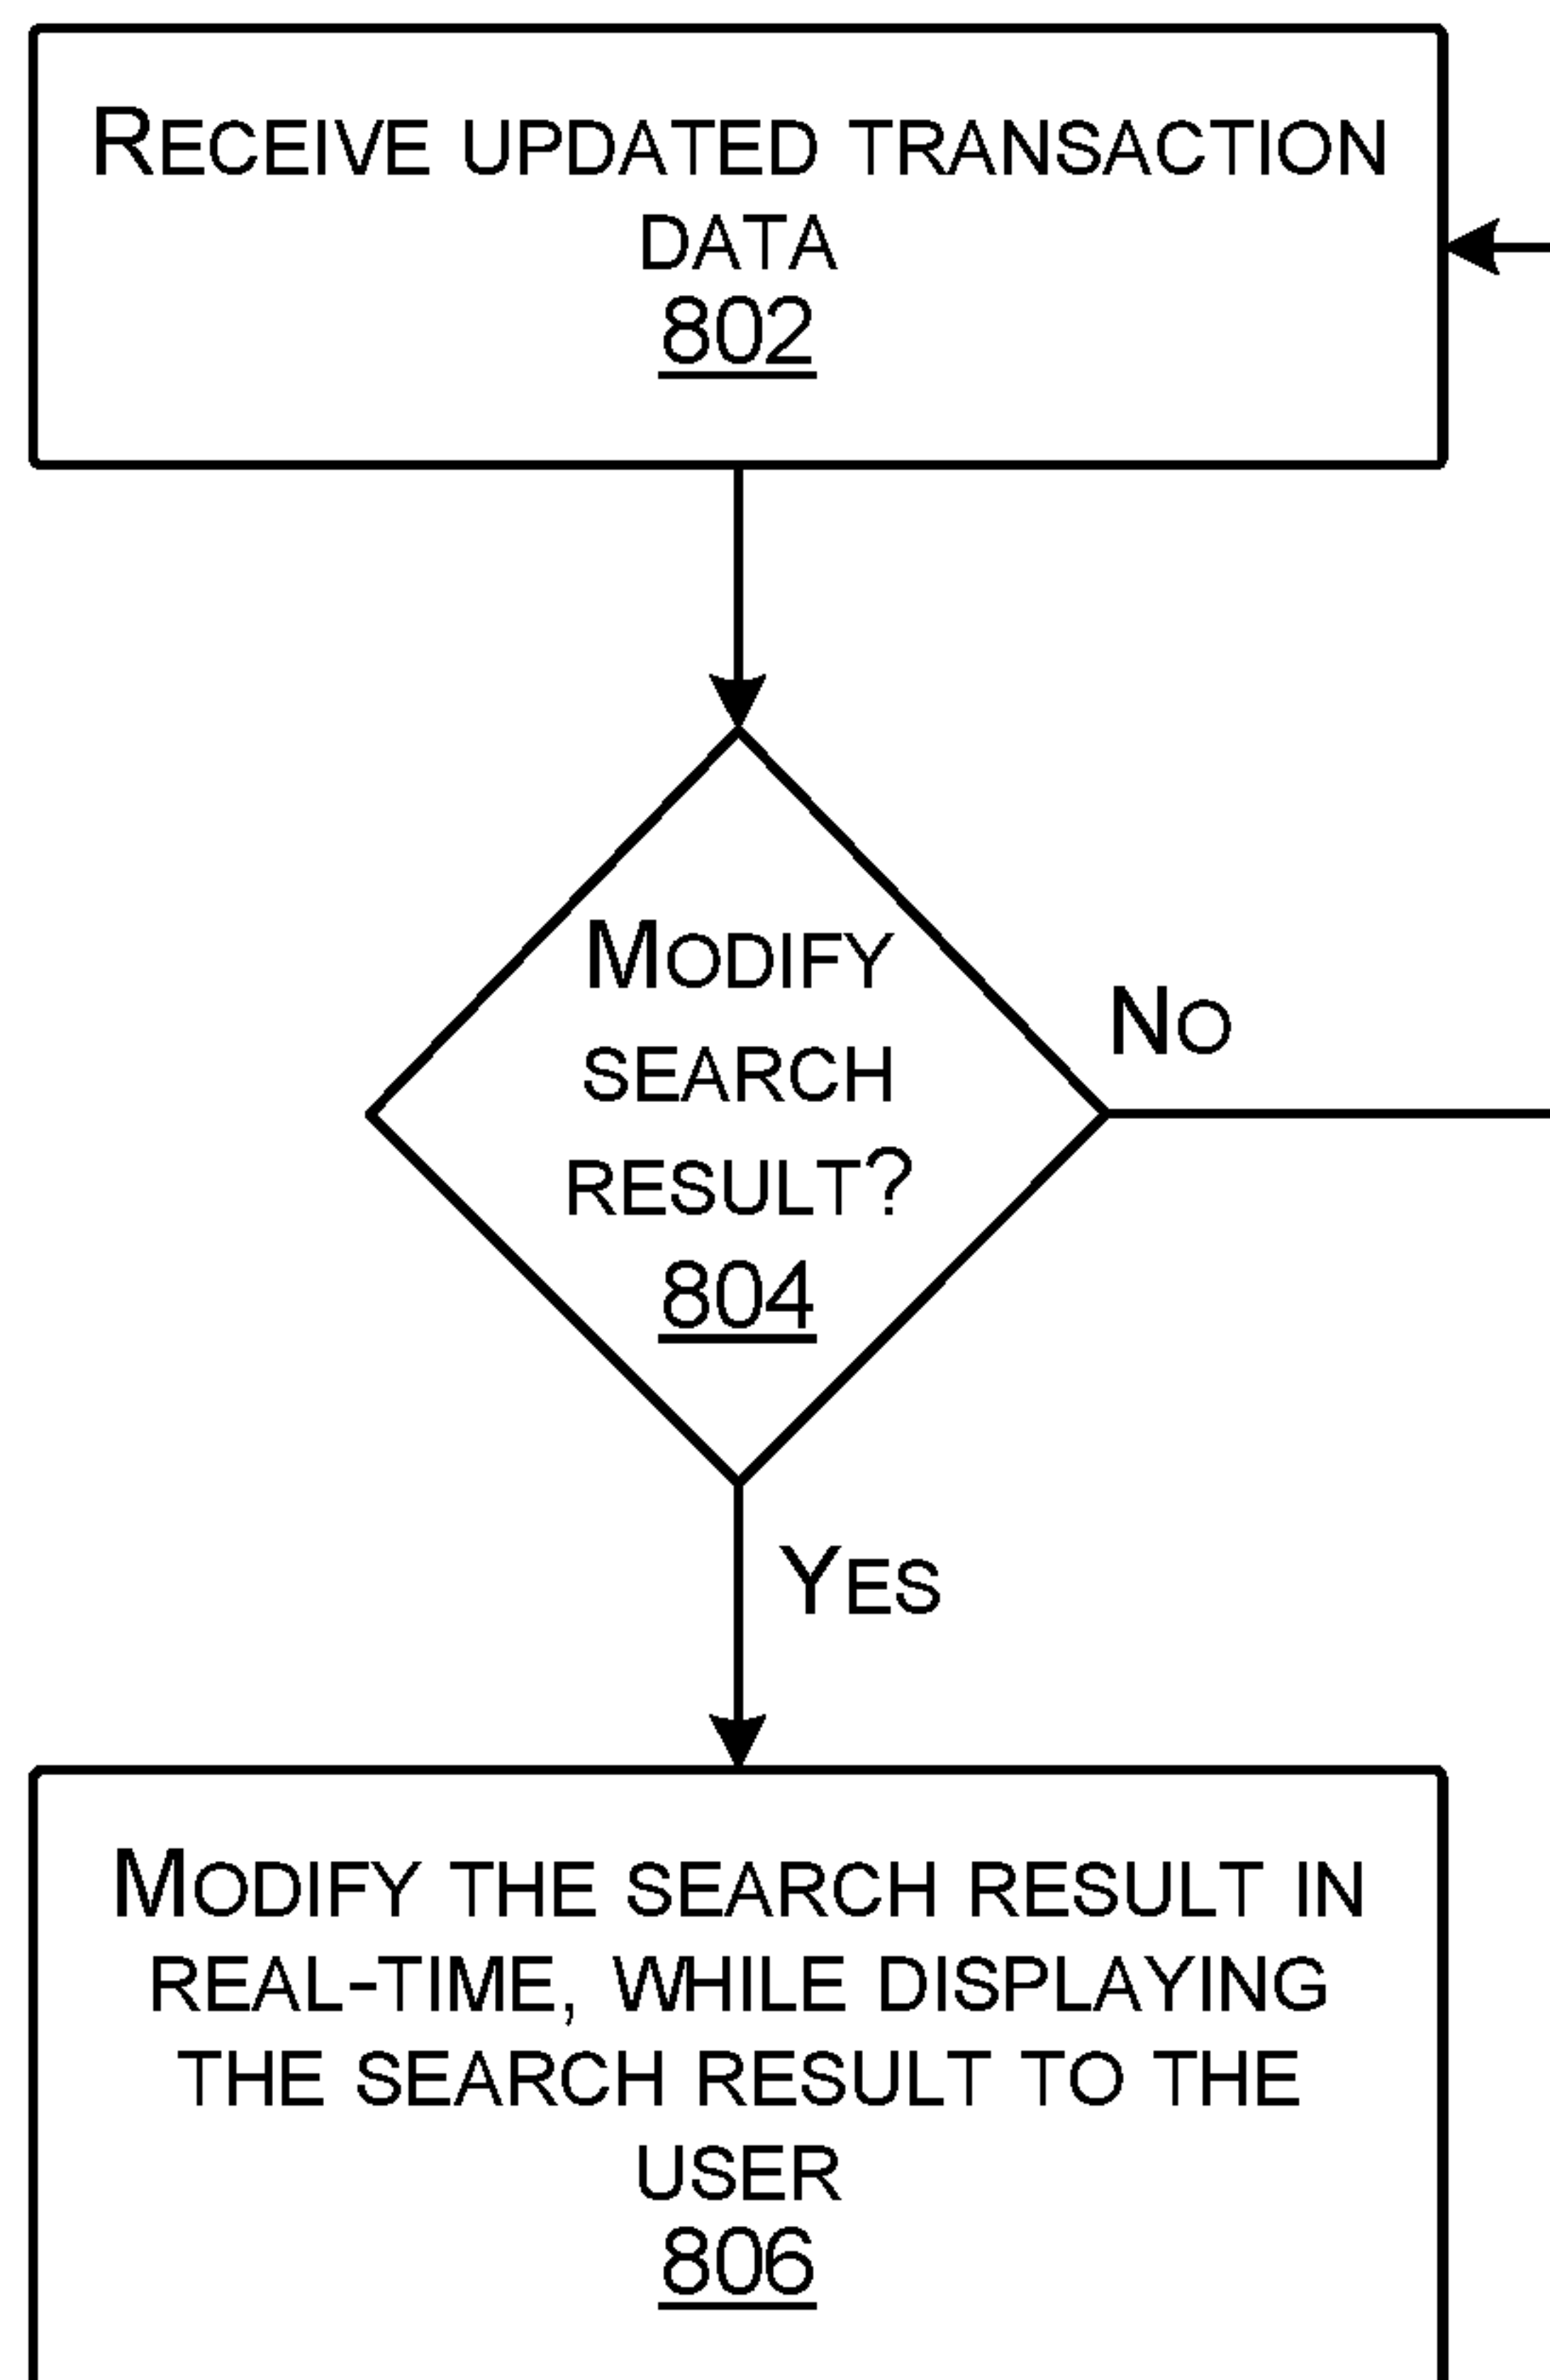 RECEIVE UPDATED TRANSACTION
DATA
802
MODIFY
SEARCH
RESULT?
804
NO
YES
MODIFY THE SEARCH RESULT IN
REAL-TIME, WHILE DISPLAYING
THE SEARCH RESULT TO THE
USER
806